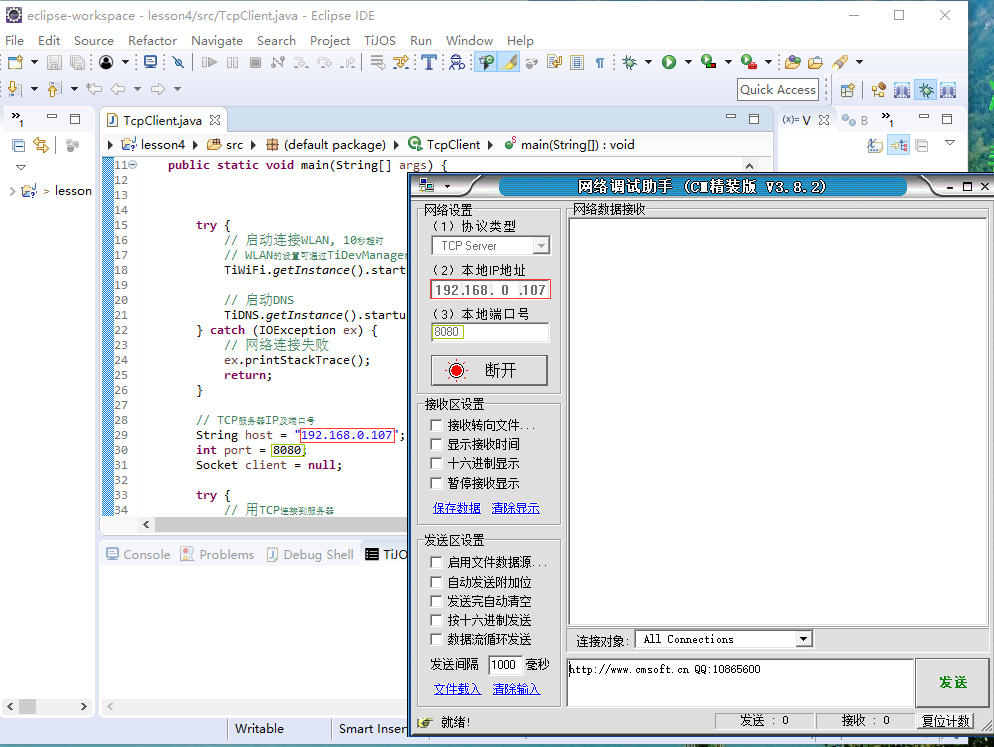 eclipse-workspace - lesson4/src/TcpClient.java - Eclipse IDE
File Edit Source Refactor Navigate Search Project TiJOS Run Window Help
Quick Access
TcpClient.java
(x)= V
B
lesson4 src (default package) TcpClient main(String[]) : void
> lesson
11 public static void main(String[] args) {
12
13
14
15 try {
16 // 启动连接WLAN, 10秒超时
17 // WLAN的设置可通过TiDevManager
18 TiWiFi.getInstance().start
19
20 // 启动DNS
21 TiDNS.getInstance().startu
22 } catch (IOException ex) {
23 // 网络连接失败
24 ex.printStackTrace();
25 return;
26 }
27
28 // TCP服务器IP及端口号
29 String host = "192.168.0.107";
30 int port = 8080;
31 Socket client = null;
32
33 try {
34 // 用TCP连接到服务器
Console Problems Debug Shell TiJO
Writable Smart Inser
网络调试助手 (C■精装版 V3.8.2)
网络设置
(1) 协议类型
TCP Server
(2) 本地IP地址
192.168. 0 .107
(3) 本地端口号
8080
断开
接收区设置
接收转向文件...
显示接收时间
十六进制显示
暂停接收显示
保存数据 清除显示
发送区设置
启用文件数据源...
自动发送附加位
发送完自动清空
按十六进制发送
数据流循环发送
发送间隔 1000 毫秒
文件载入 清除输入
网络数据接收
连接对象: All Connections
http://www.cmsoft.cn QQ:10865600
发送
就绪!
发送 : 0 接收 : 0 复位计数